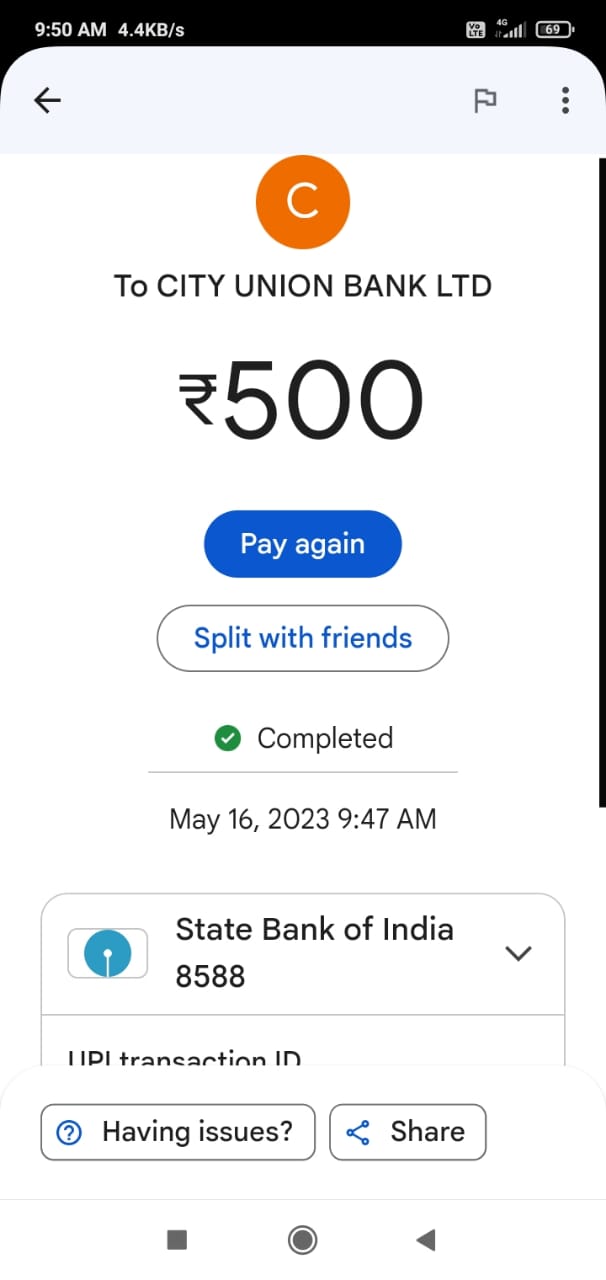 9:50 AM 4.4KB/s Vo LTE 4G 69
C
To CITY UNION BANK LTD
₹500
Pay again
Split with friends
Completed
May 16, 2023 9:47 AM
State Bank of India
8588
UPI transaction ID
Having issues? Share